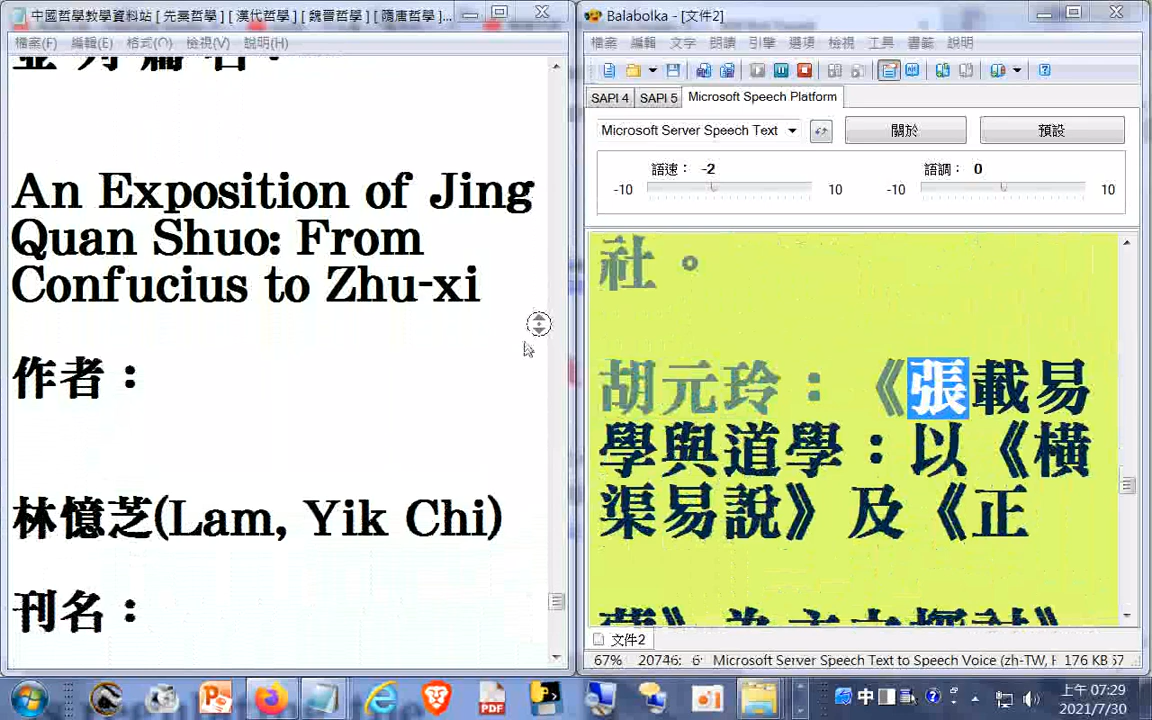 中國哲學教學資料站 [ 先秦哲學 ] [ 漢代哲學 ] [ 魏晉哲學 ] [ 隋唐哲學 ]...
檔案(F) 編輯(E) 格式(O) 檢視(V) 說明(H)
An Exposition of Jing
Quan Shuo: From
Confucius to Zhu-xi
作者：
林憶芝(Lam, Yik Chi)
刊名：
Balabolka - [文件2]
檔案 編輯 文字 朗讀 引擎 選項 檢視 工具 書籤 說明
SAPI 4 SAPI 5 Microsoft Speech Platform
Microsoft Server Speech Text 關於 預設
語速： -2 語調： 0
-10 10 -10 10
社。
胡元玲：《張載易
學與道學：以《橫
渠易說》及《正
文件2
67% 20746: 6 Microsoft Server Speech Text to Speech Voice (zh-TW, 176 KB
中
上午 07:29
2021/7/30